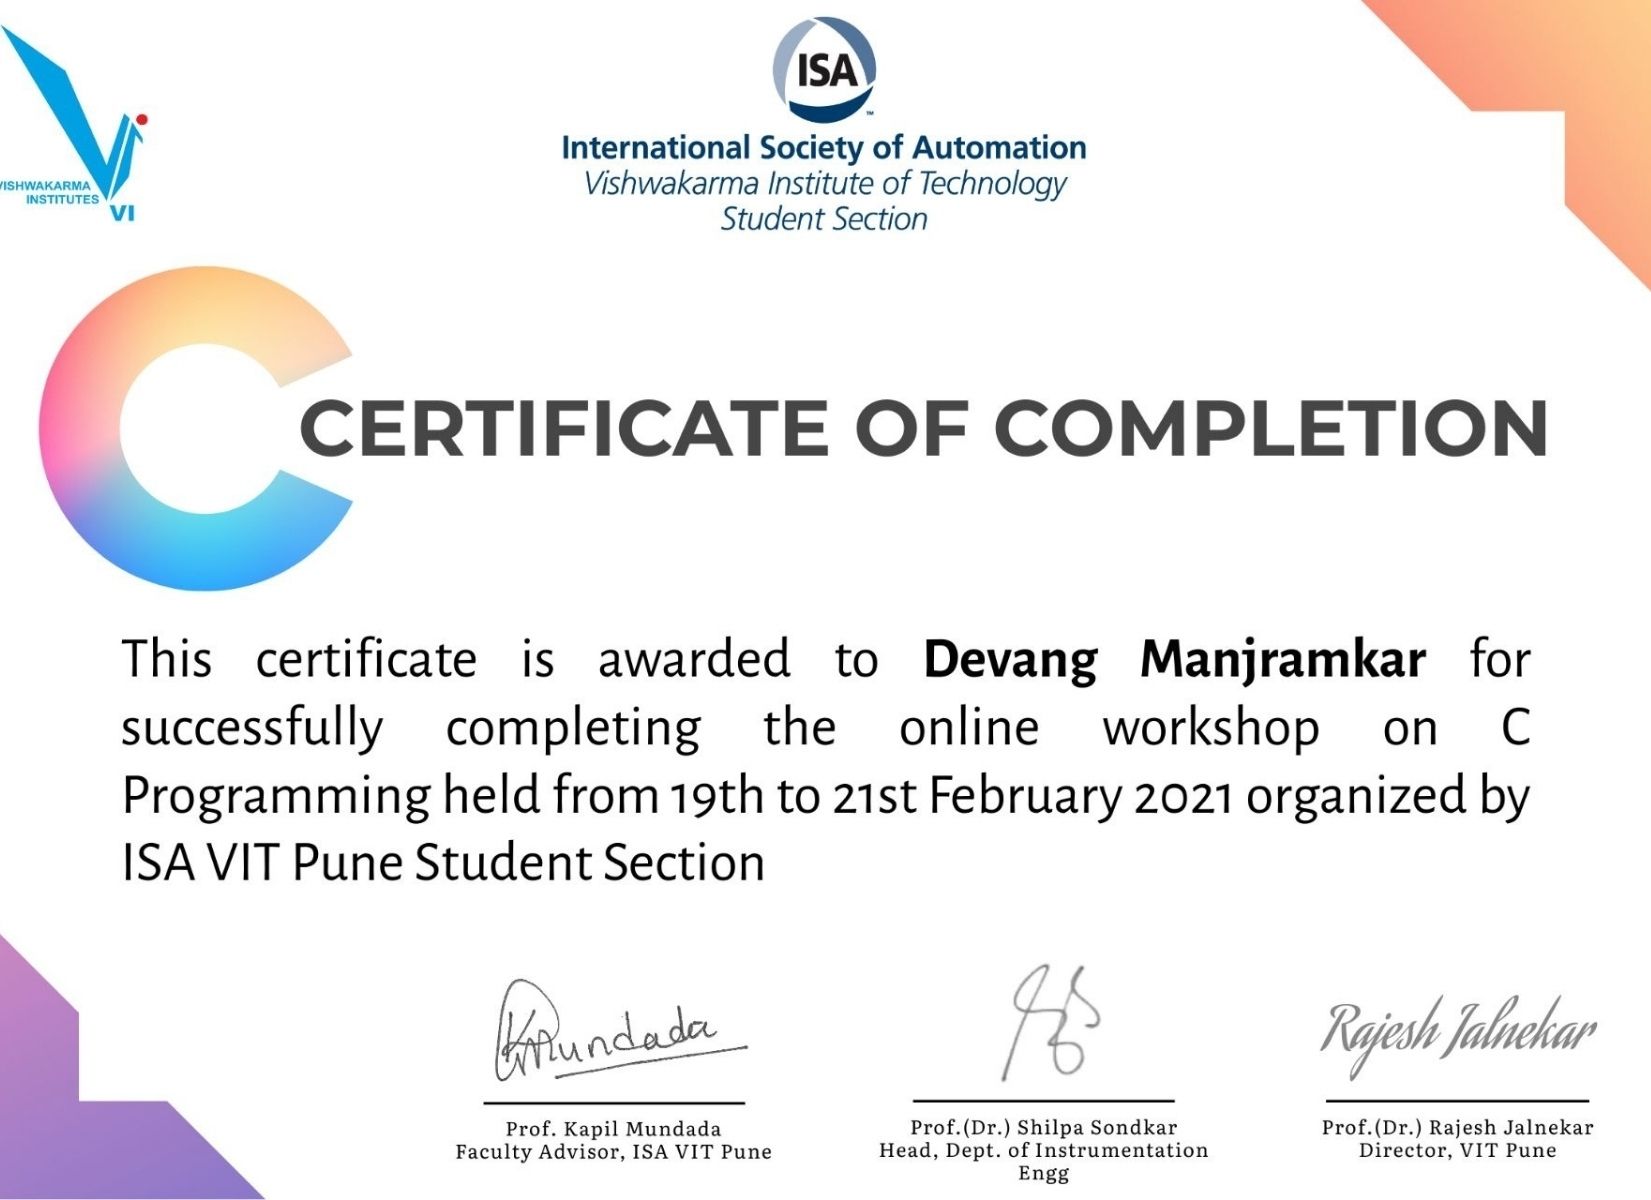 VISHWAKARMA
INSTITUTES
VI
ISA
™
International Society of Automation
Vishwakarma Institute of Technology
Student Section
C
CERTIFICATE OF COMPLETION
This certificate is awarded to Devang Manjramkar for
successfully completing the online workshop on C
Programming held from 19th to 21st February 2021 organized by
ISA VIT Pune Student Section
KMundada
Rajesh Jalnekar
Prof. Kapil Mundada
Faculty Advisor, ISA VIT Pune
Prof.(Dr.) Shilpa Sondkar
Head, Dept. of Instrumentation
Engg
Prof.(Dr.) Rajesh Jalnekar
Director, VIT Pune